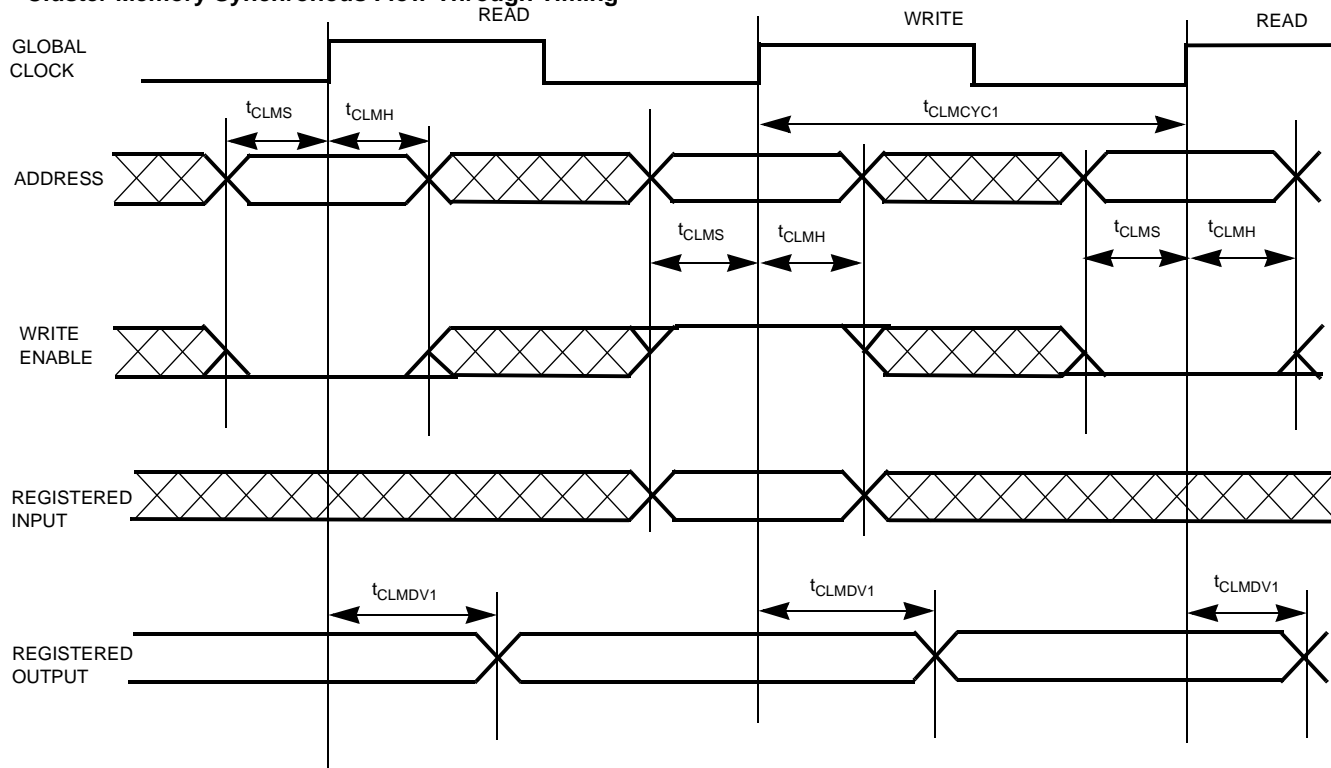 Cluster Memory Synchronous Flow-Through Timing
READ
WRITE
READ
GLOBAL
CLOCK
tCLMS
tCLMH
tCLMCYC1
ADDRESS
tCLMS
tCLMH
tCLMS
tCLMH
WRITE
ENABLE
REGISTERED
INPUT
tCLMDV1
tCLMDV1
tCLMDV1
REGISTERED
OUTPUT